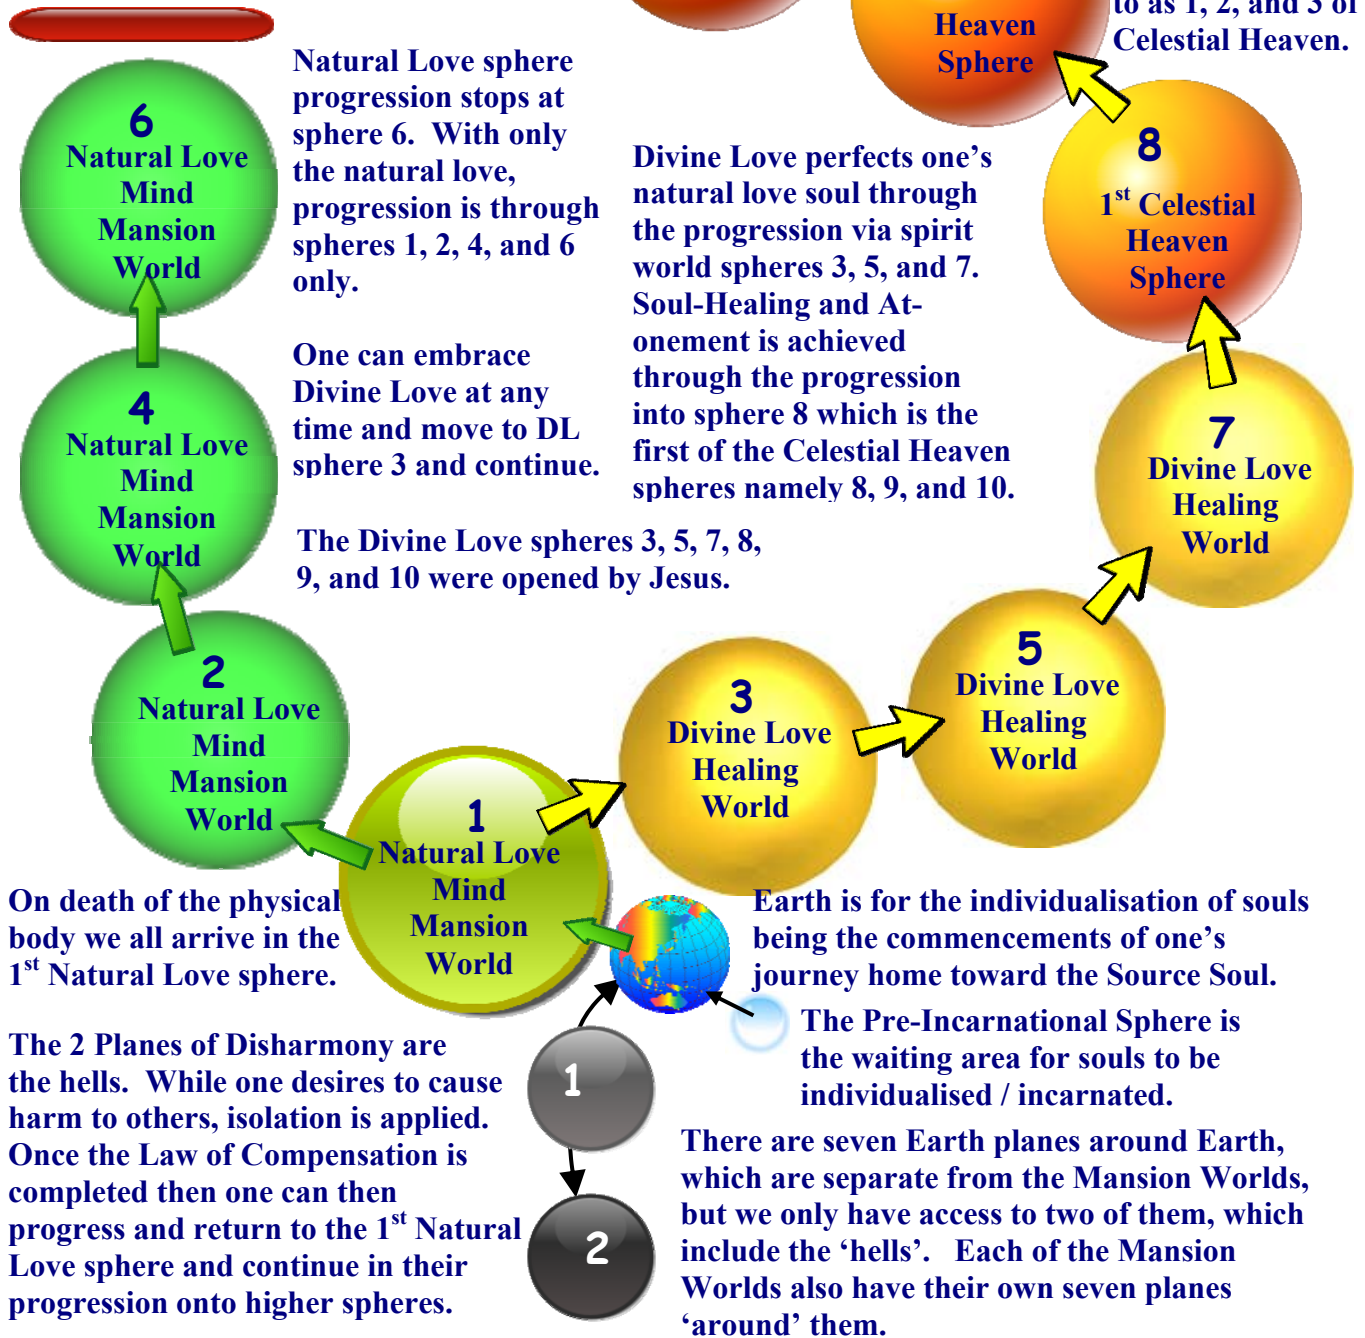 to as 1, 2, and 3 of
Celestial Heaven.
Heaven
Sphere
Natural Love sphere
progression stops at
sphere 6. With only
the natural love,
progression is through
spheres 1, 2, 4, and 6
only.
One can embrace
Divine Love at any
time and move to DL
sphere 3 and continue.
6
Natural Love
Mind
Mansion
World
4
Natural Love
Mind
Mansion
World
Divine Love perfects one’s
natural love soul through
the progression via spirit
world spheres 3, 5, and 7.
Soul-Healing and At-
onement is achieved
through the progression
into sphere 8 which is the
first of the Celestial Heaven
spheres namely 8, 9, and 10.
8
1st Celestial
Heaven
Sphere
7
Divine Love
Healing
World
The Divine Love spheres 3, 5, 7, 8,
9, and 10 were opened by Jesus.
2
Natural Love
Mind
Mansion
World
1
Natural Love
Mind
Mansion
World
3
Divine Love
Healing
World
5
Divine Love
Healing
World
On death of the physical
body we all arrive in the
1st Natural Love sphere.
Earth is for the individualisation of souls
being the commencements of one’s
journey home toward the Source Soul.
The Pre-Incarnational Sphere is
the waiting area for souls to be
individualised / incarnated.
The 2 Planes of Disharmony are
the hells. While one desires to cause
harm to others, isolation is applied.
Once the Law of Compensation is
completed then one can then
progress and return to the 1st Natural
Love sphere and continue in their
progression onto higher spheres.
1
2
There are seven Earth planes around Earth,
which are separate from the Mansion Worlds,
but we only have access to two of them, which
include the ‘hells’. Each of the Mansion
Worlds also have their own seven planes
‘around’ them.